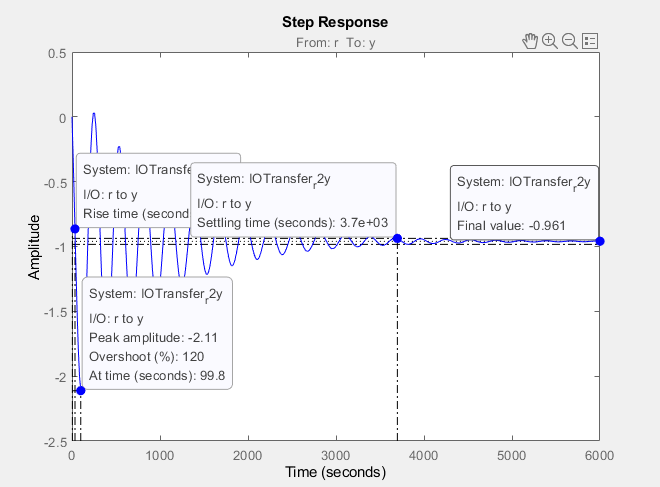 Step Response
From: r To: y
0.5
0
-0.5
-1
-1.5
-2
-2.5
Amplitude
System: IOTransfer
I/O: r to y
Rise time (second
System: IOTransfer_r2y
I/O: r to y
Settling time (seconds): 3.7e+03
System: IOTransfer_r2y
I/O: r to y
Final value: -0.961
System: IOTransfer_r2y
I/O: r to y
Peak amplitude: -2.11
Overshoot (%): 120
At time (seconds): 99.8
0 1000 2000 3000 4000 5000 6000
Time (seconds)